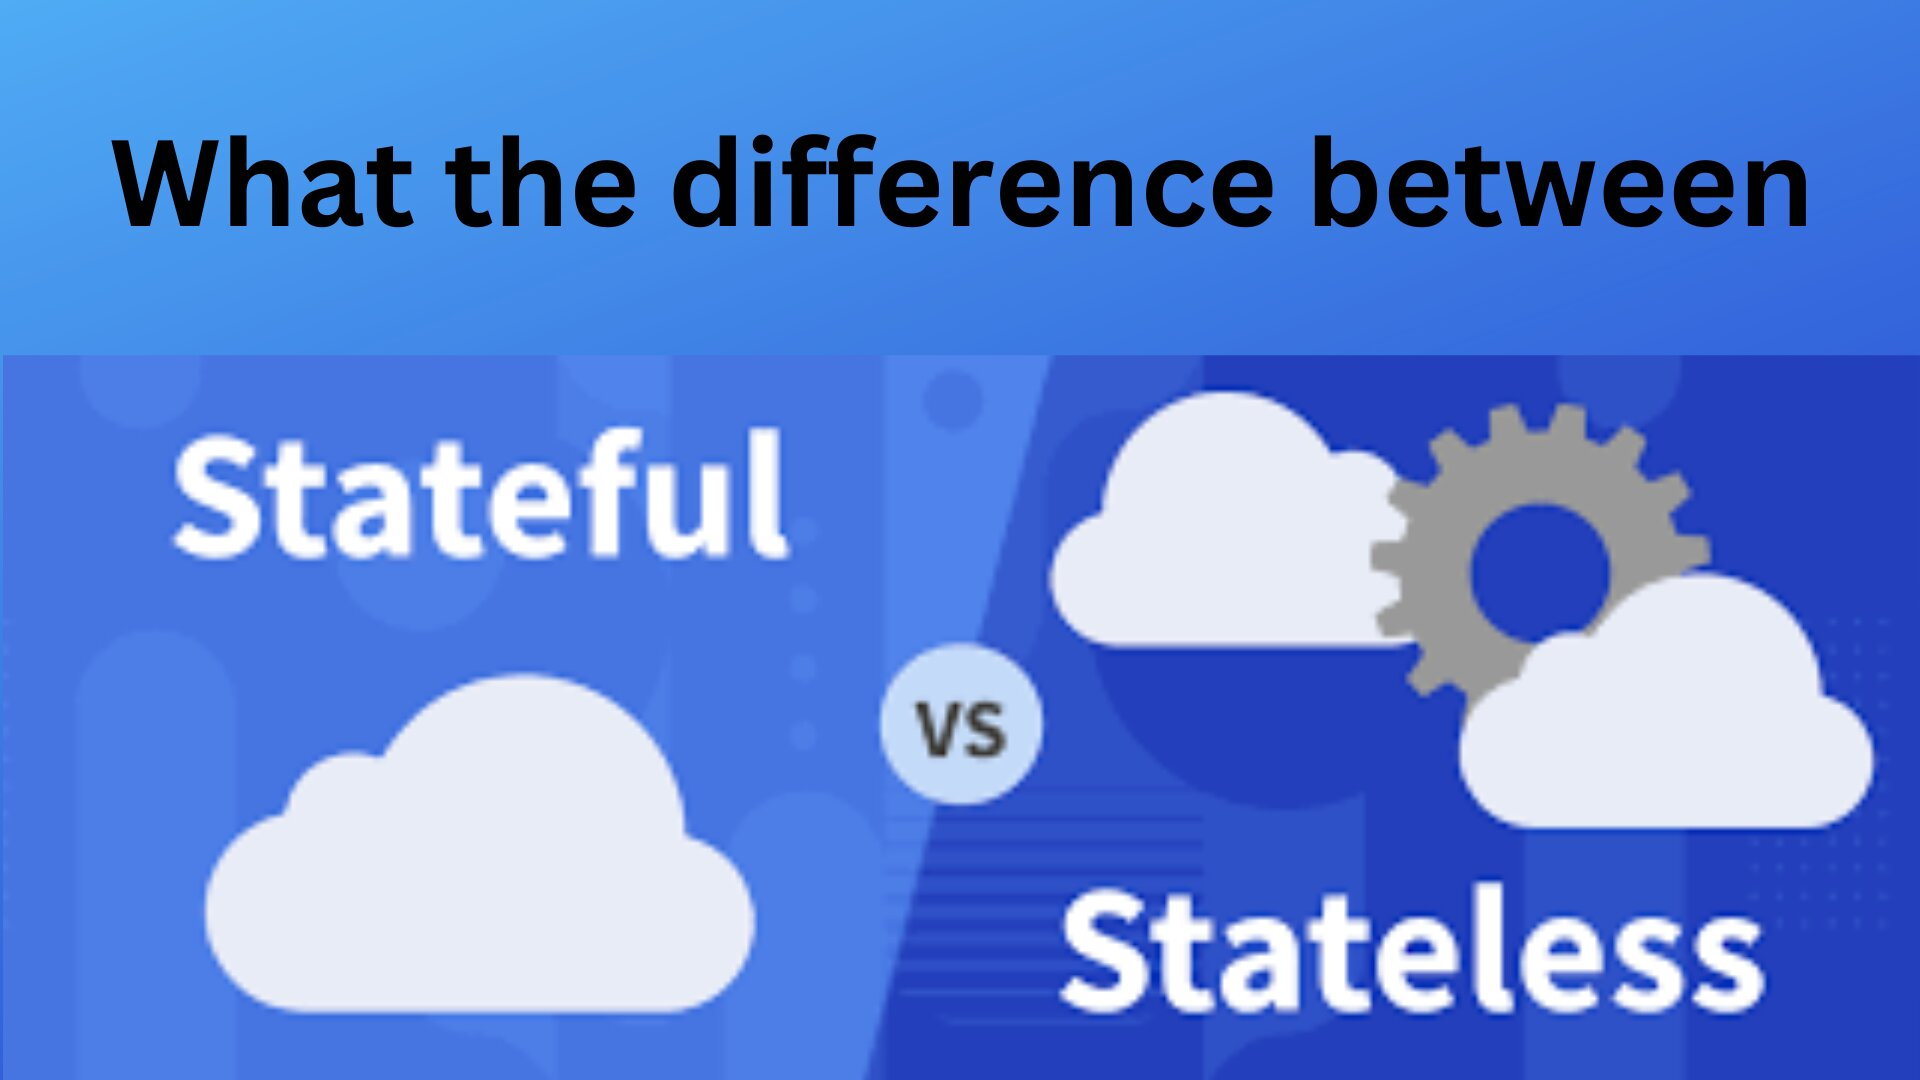 What the difference between
Stateful
VS
Stateless